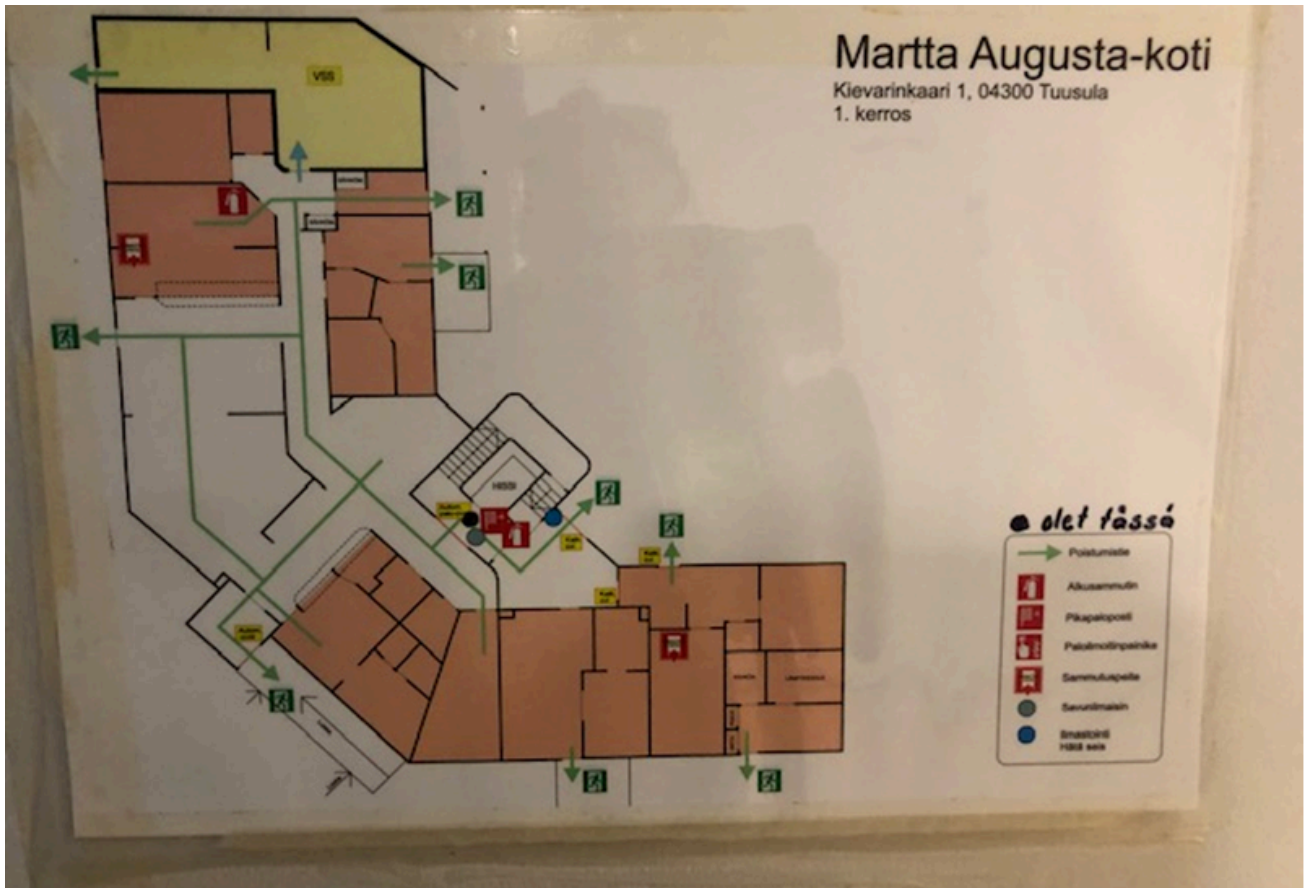 Martta Augusta-koti
Kievarinkaari 1, 04300 Tuusula
1. kerros
VSS
HISSI
olet tässä
Poistumistie
Alkusammutin
Pikapaloposti
Paloilmoitinpainike
Sammutuspeite
Savunilmaisin
Ilmastointi
Hätä seis